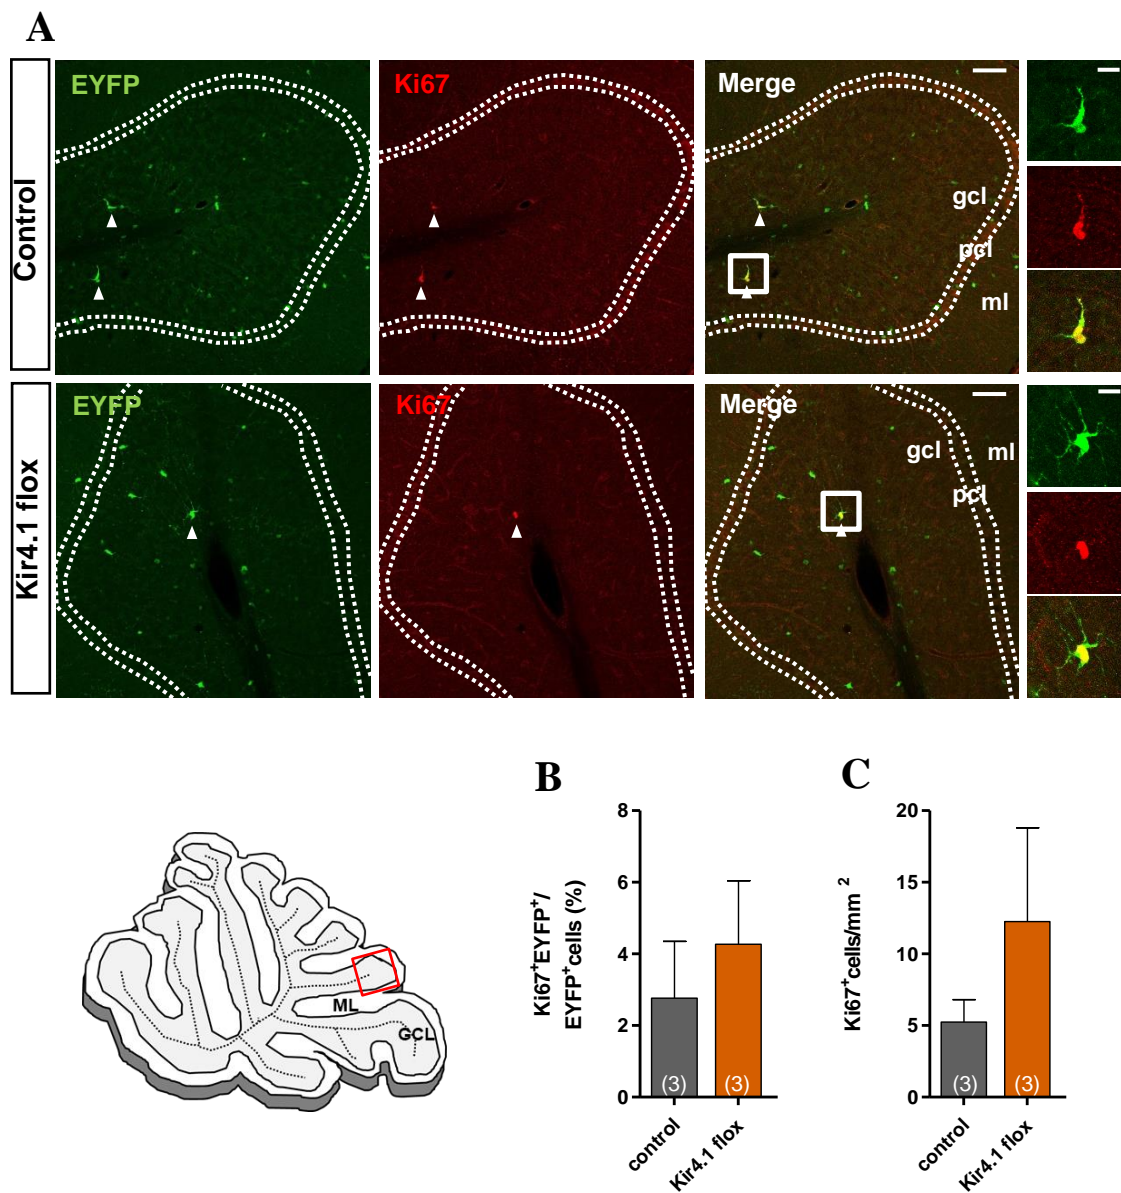 A
Control
EYFP
Ki67
Merge
gcl
pcl
ml
Kir4.1 flox
EYFP
Ki67
Merge
gcl
ml
pcl
ML
GCL
B
Ki67⁺EYFP⁺/
EYFP⁺cells (%)
8
6
4
2
0
(3)
(3)
control
Kir4.1 flox
C
Ki67⁺cells/mm ²
20
15
10
5
0
(3)
(3)
control
Kir4.1 flox